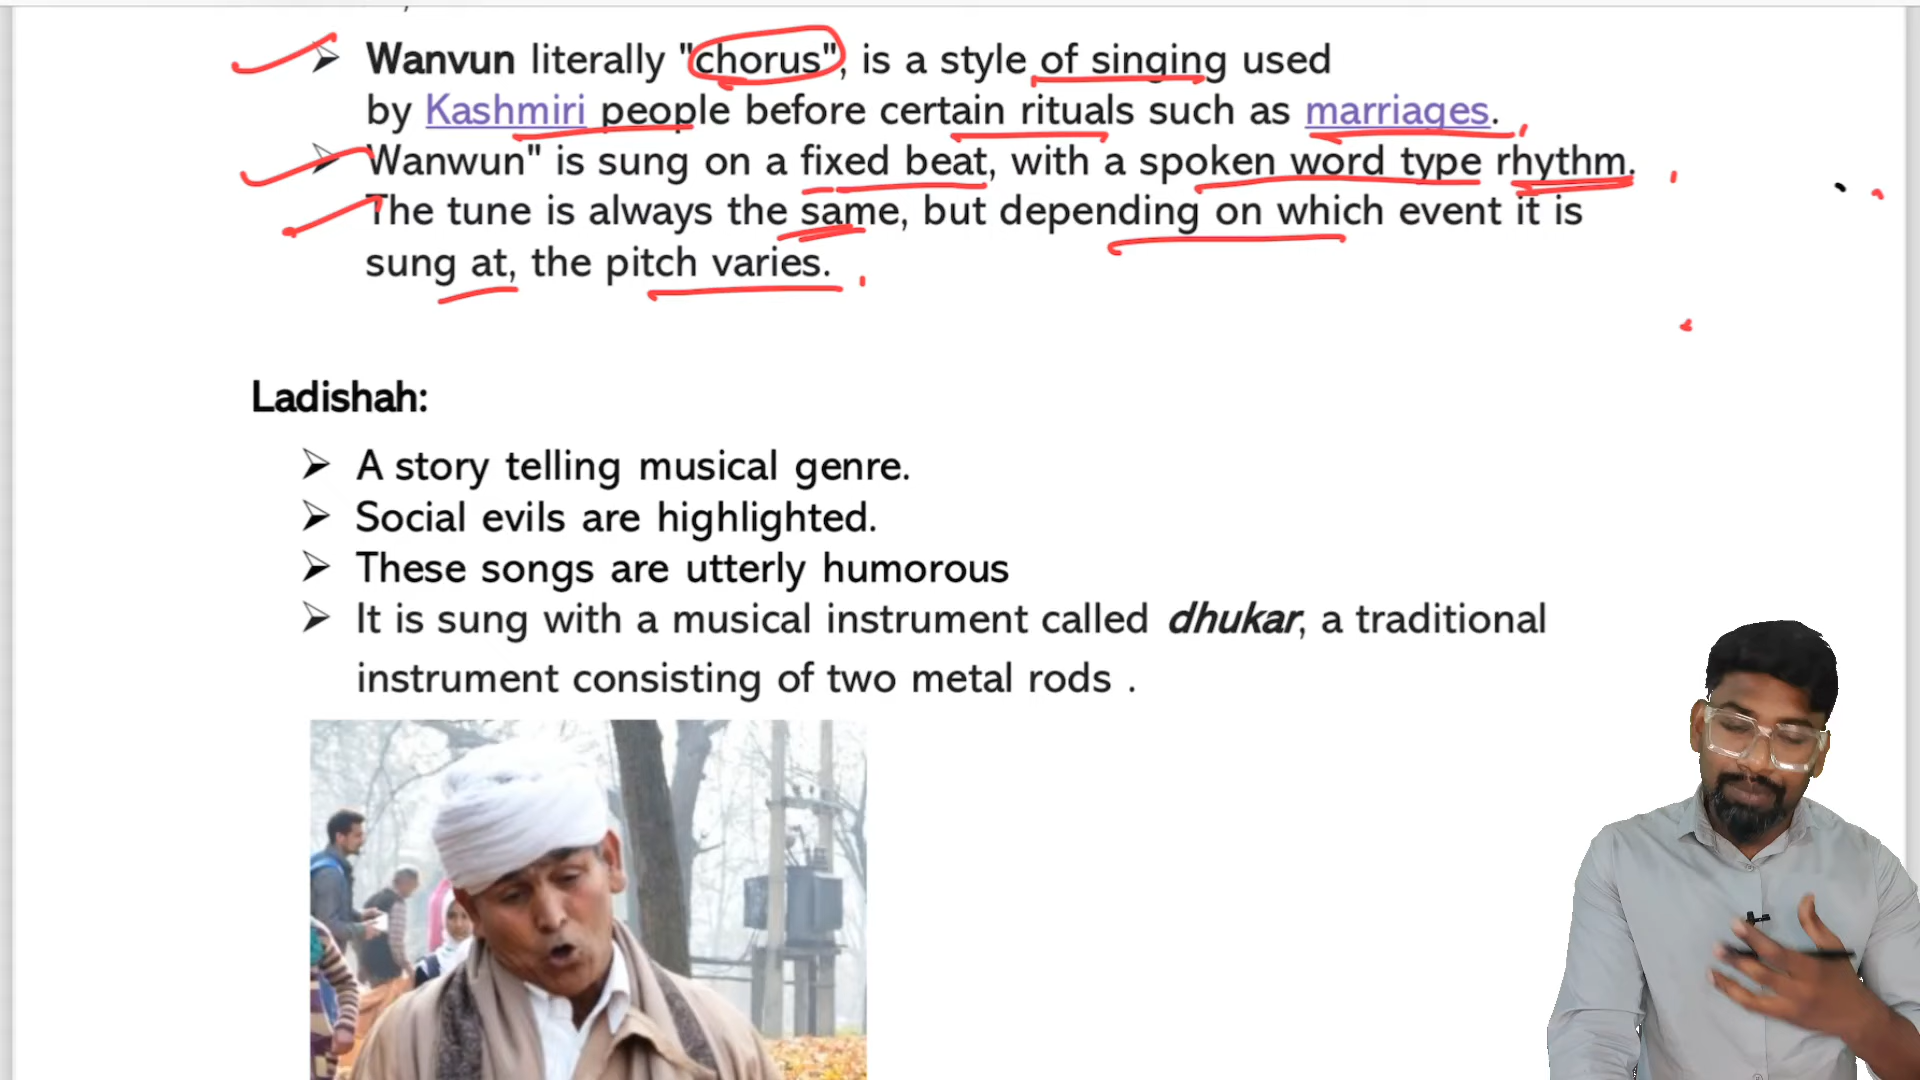 ➢ Wanvun literally "chorus", is a style of singing used
by Kashmiri people before certain rituals such as marriages.
➢ Wanwun" is sung on a fixed beat, with a spoken word type rhythm.
The tune is always the same, but depending on which event it is
sung at, the pitch varies.
Ladishah:
➢ A story telling musical genre.
➢ Social evils are highlighted.
➢ These songs are utterly humorous
➢ It is sung with a musical instrument called dhukar, a traditional
instrument consisting of two metal rods .